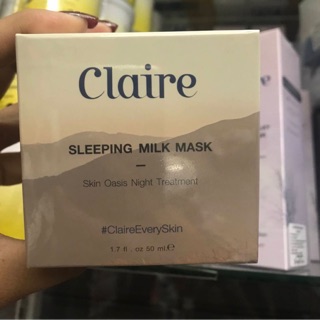 Claire
SLEEPING MILK MASK
Skin Oasis Night Treatment
#ClaireEverySkin
1.7 fl. oz 50 ml.℮